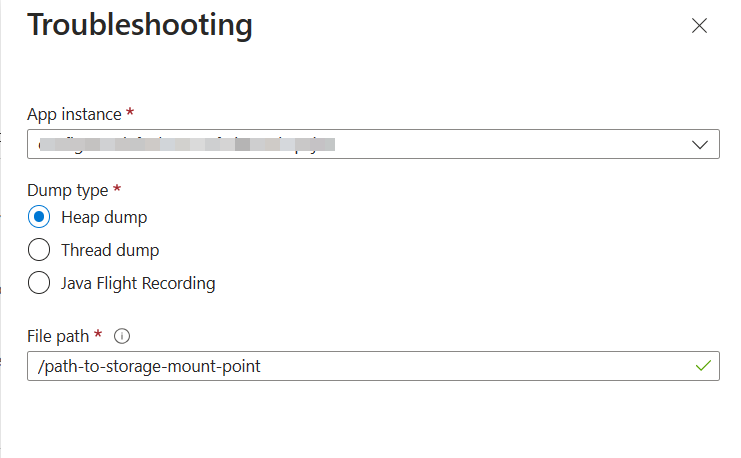 Troubleshooting
App instance *
Dump type *
Heap dump
Thread dump
Java Flight Recording
File path *
/path-to-storage-mount-point